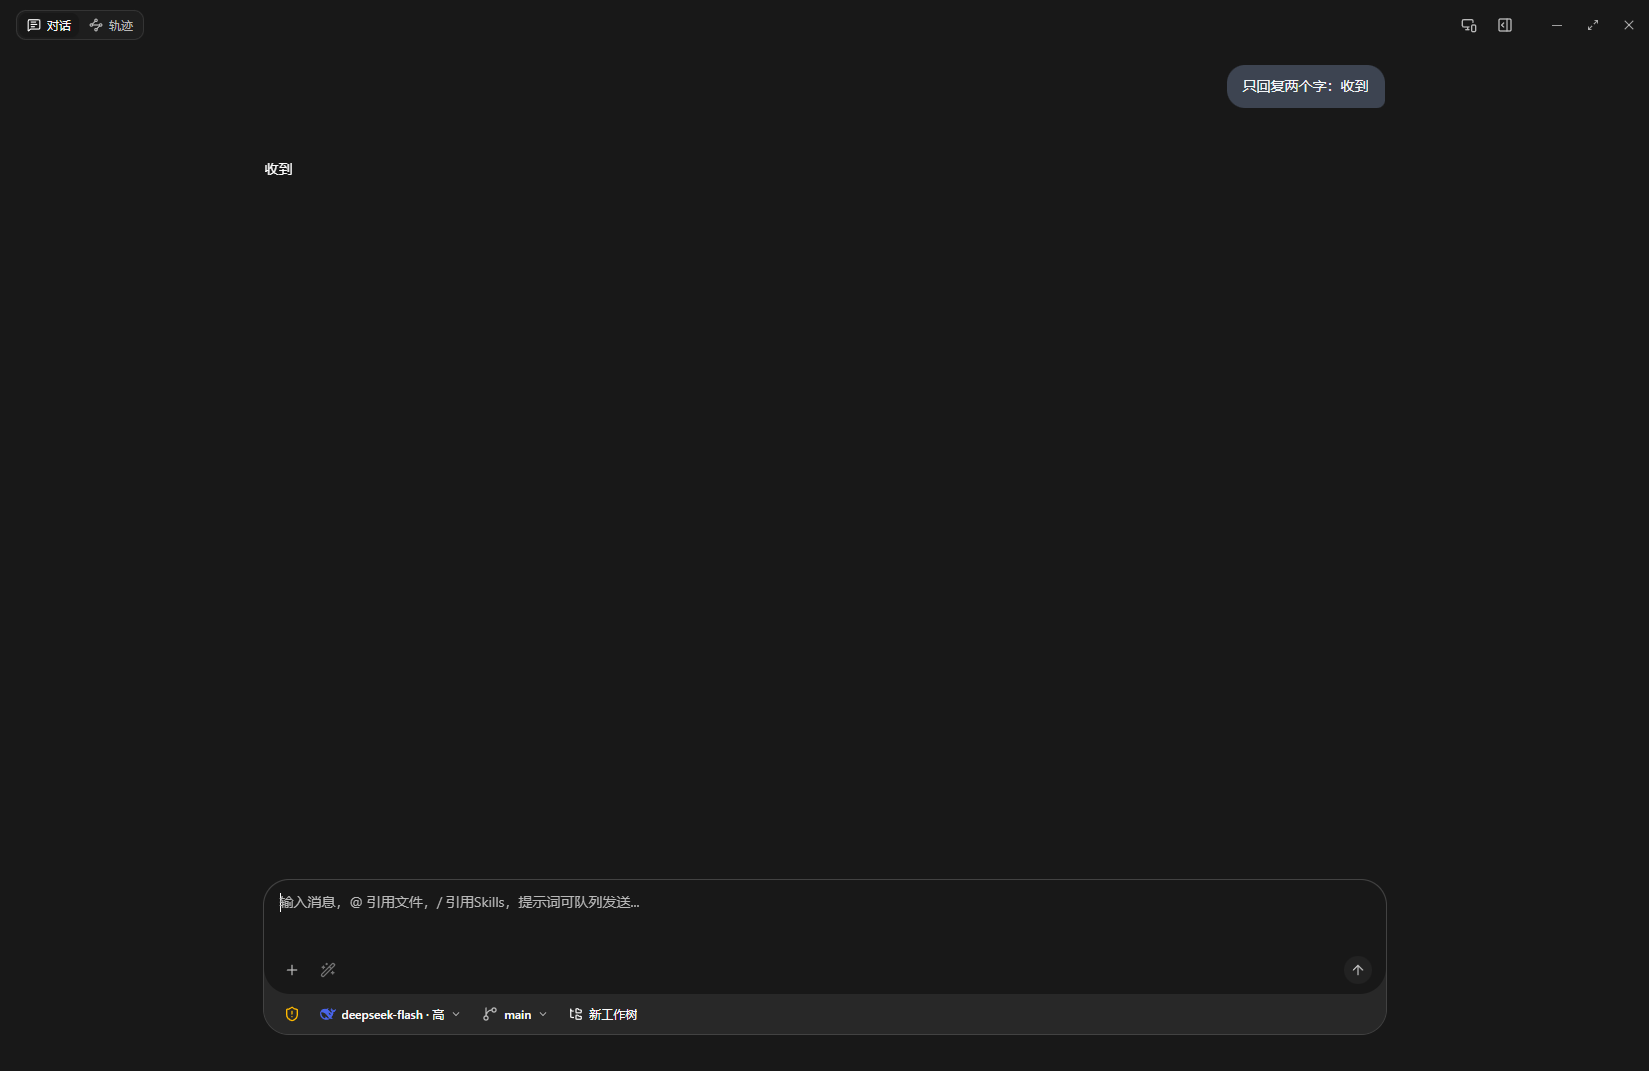 对话 轨迹
只回复两个字：收到
收到
输入消息，@ 引用文件，/ 引用Skills，提示词可队列发送...
deepseek-flash · 高 main 新工作树